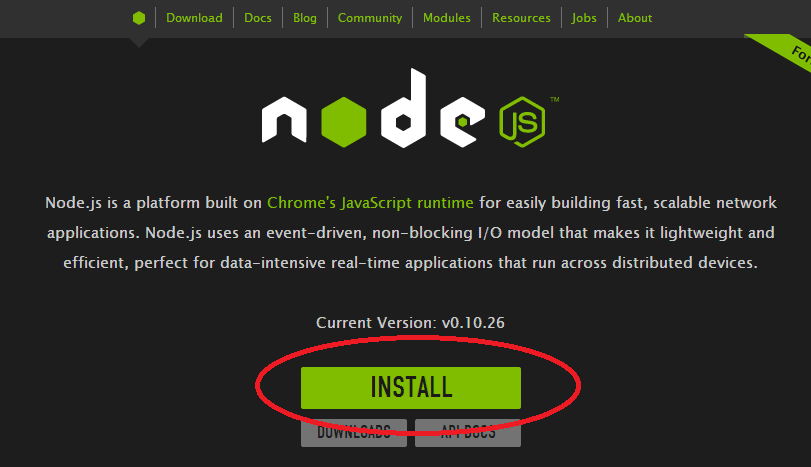 Download Docs Blog Community Modules Resources Jobs About
For
node JS™
Node.js is a platform built on Chrome's JavaScript runtime for easily building fast, scalable network
applications. Node.js uses an event-driven, non-blocking I/O model that makes it lightweight and
efficient, perfect for data-intensive real-time applications that run across distributed devices.
Current Version: v0.10.26
INSTALL
DOWNLOADS API DOCS